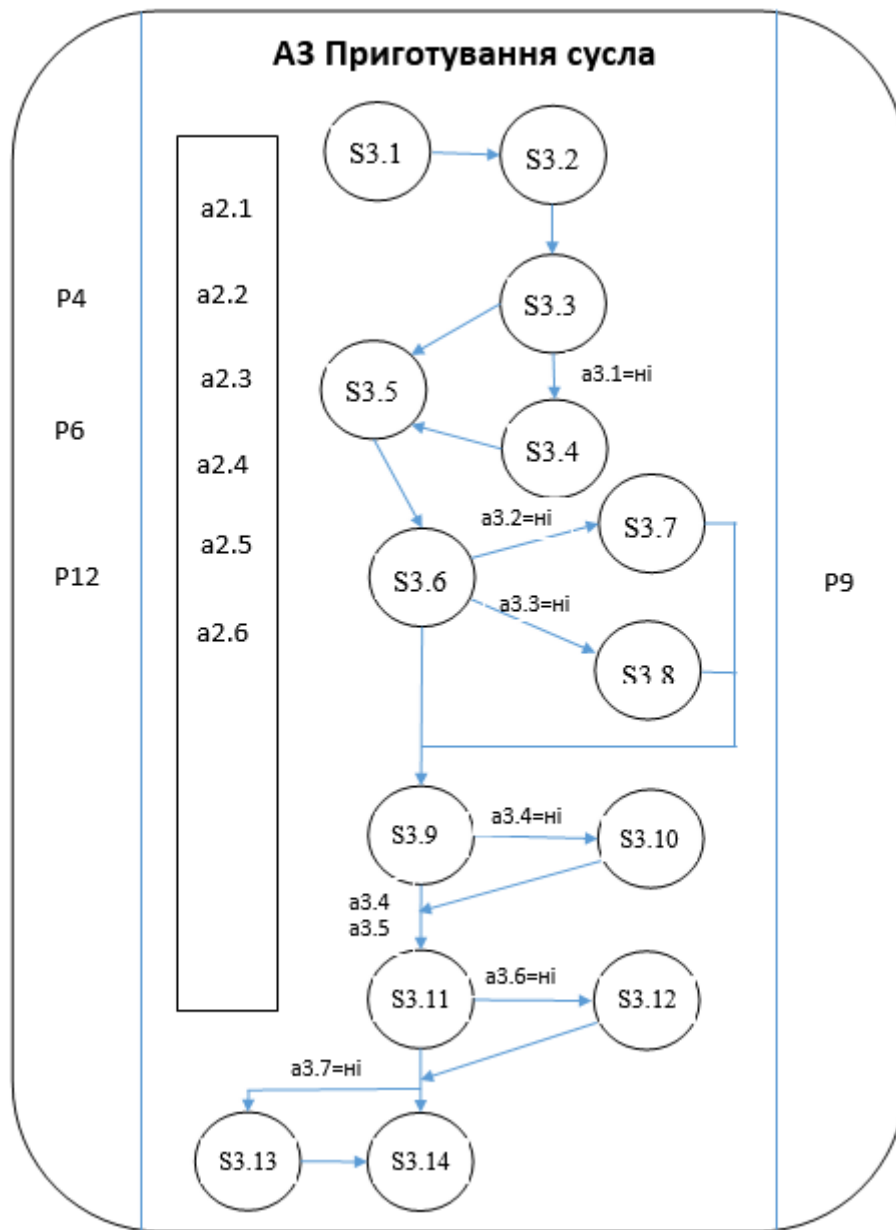 А3 Приготування сусла
S3.1
S3.2
a2.1
P4
a2.2
S3.3
a2.3
S3.5
a3.1=ні
P6
a2.4
S3.4
a3.2=ні
S3.7
a2.5
P12
S3.6
P9
a3.3=ні
a2.6
S3.8
S3.9
a3.4=ні
S3.10
a3.4
a3.5
S3.11
a3.6=ні
S3.12
a3.7=ні
S3.13
S3.14